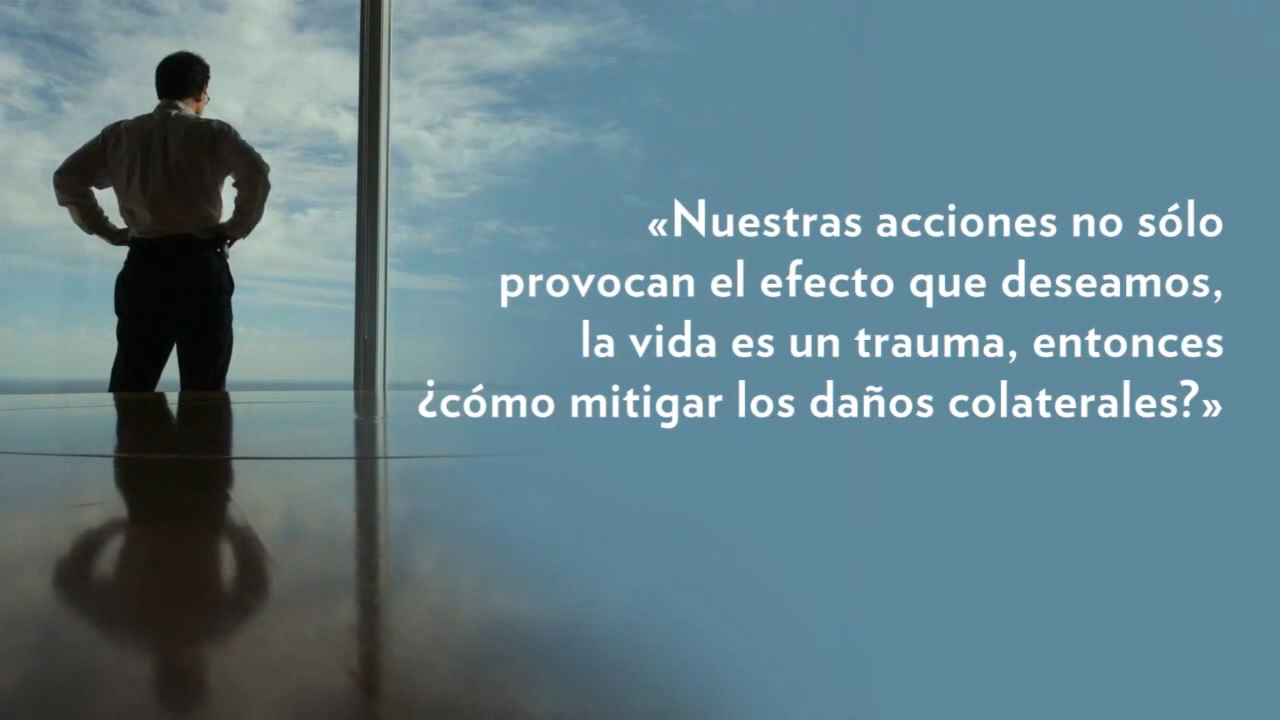 «Nuestras acciones no sólo
provocan el efecto que deseamos,
la vida es un trauma, entonces
¿cómo mitigar los daños colaterales?»